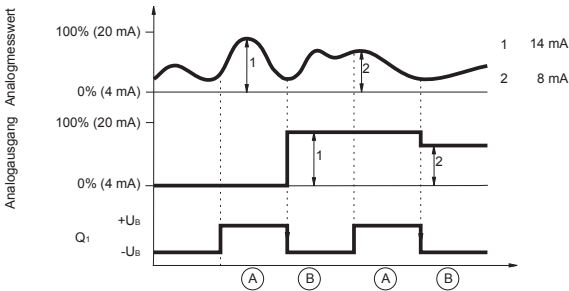 Analogmesswert
100% (20 mA)
0% (4 mA)
1
2
1 14 mA
2 8 mA
Analogausgang
100% (20 mA)
0% (4 mA)
1
2
Q1
+UB
-UB
A B A B